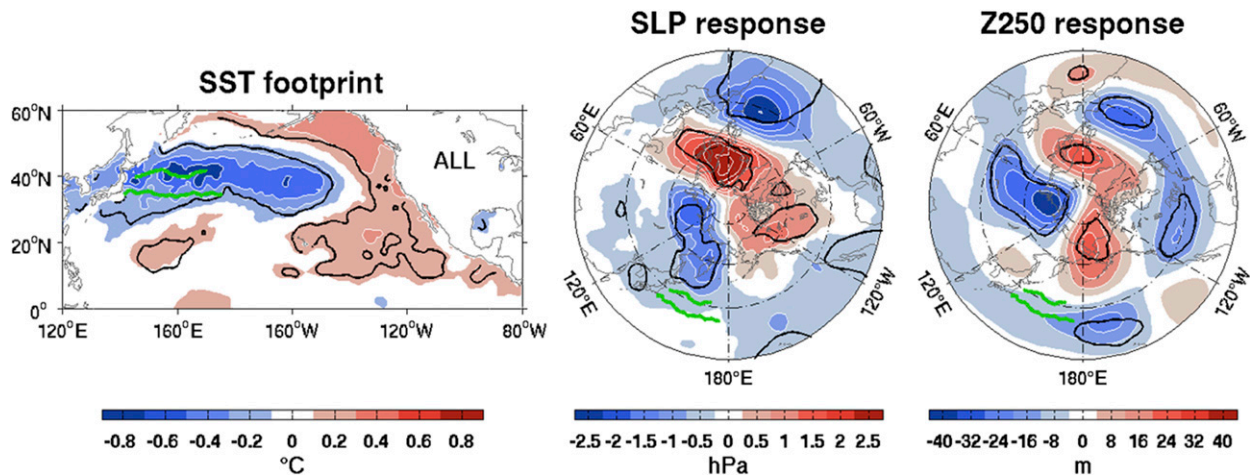 SST footprint
60°N
40°N
20°N
0°
120°E
160°E
160°W
120°W
80°W
ALL
-0.8 -0.6 -0.4 -0.2 0 0.2 0.4 0.6 0.8
°C
SLP response
60°E
60°W
120°E
120°W
180°E
-2.5 -2 -1.5 -1 -0.5 0 0.5 1 1.5 2 2.5
hPa
Z250 response
60°E
60°W
120°E
120°W
180°E
-40 -32 -24 -16 -8 0 8 16 24 32 40
m